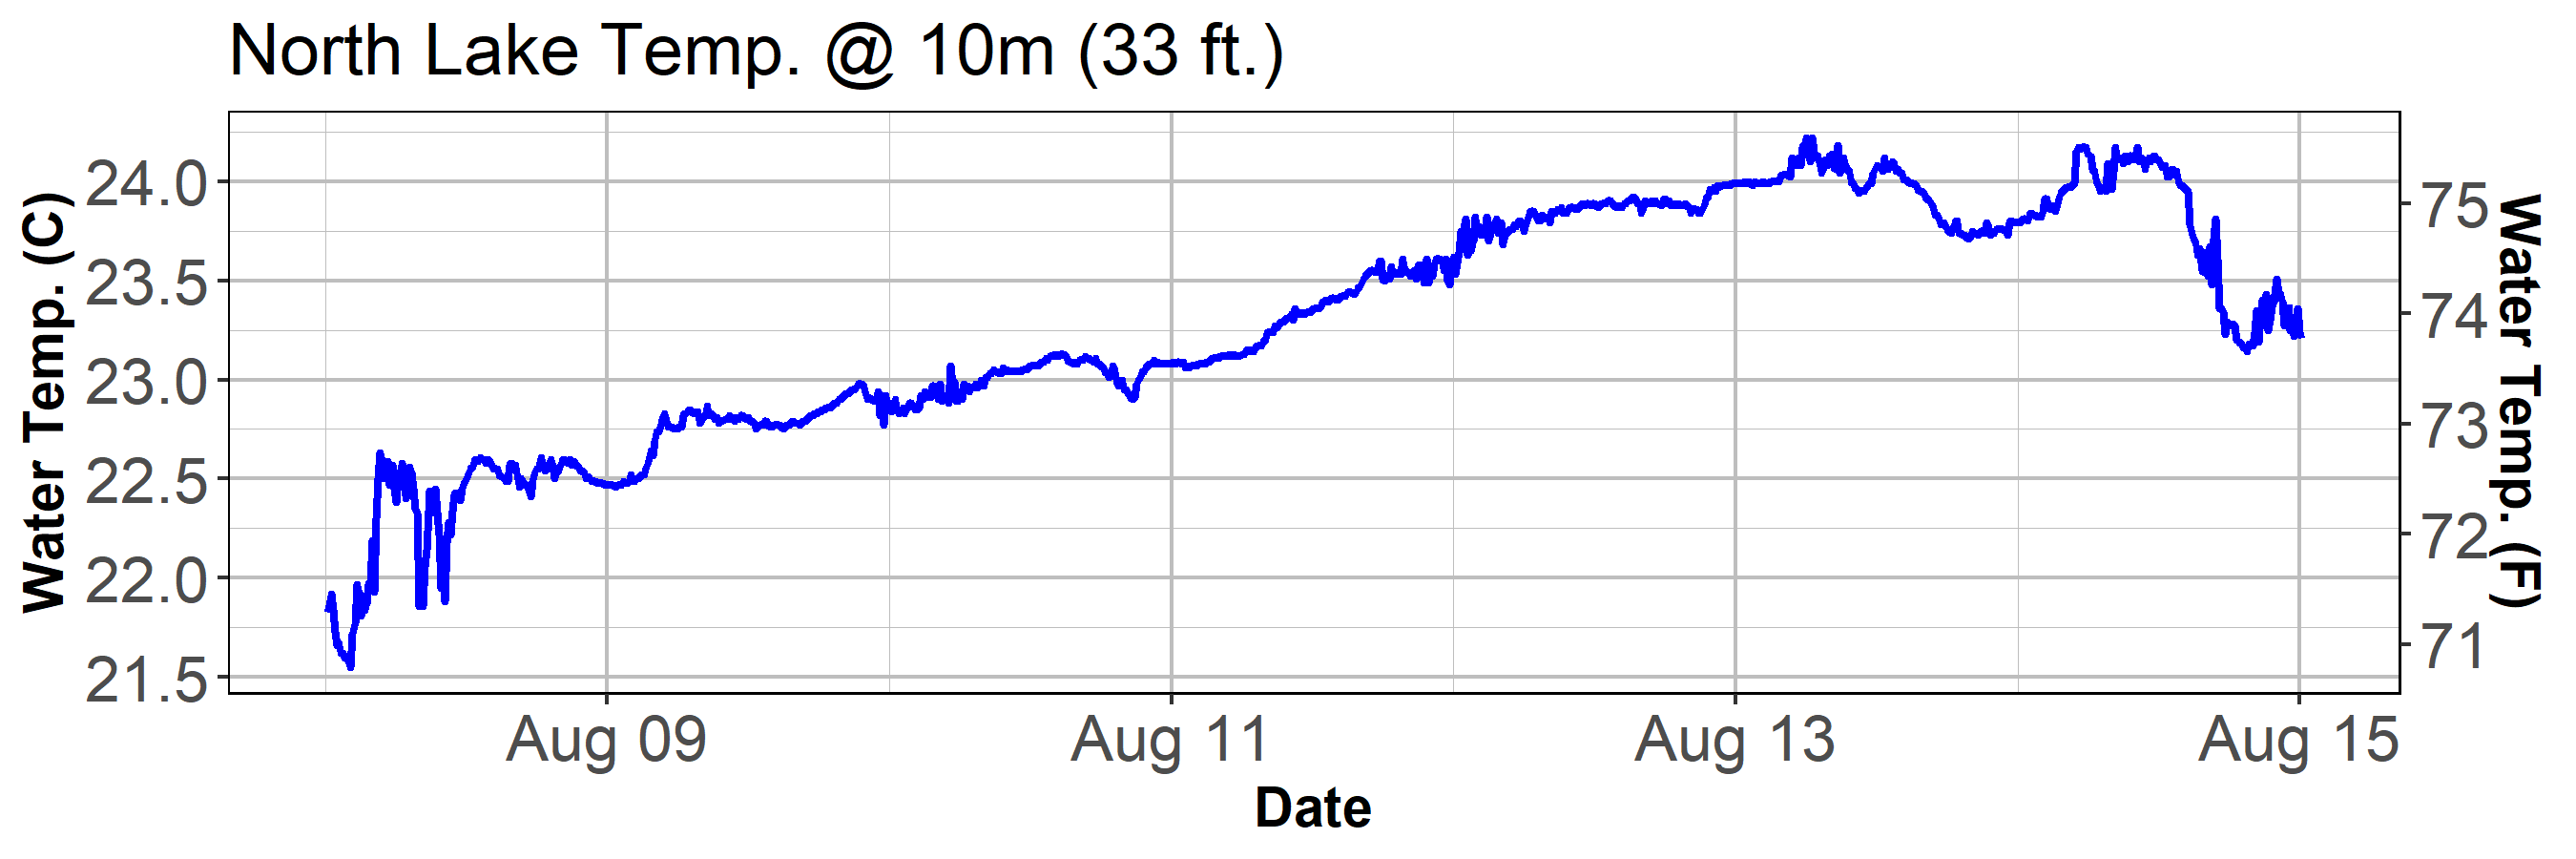 North Lake Temp. @ 10m (33 ft.)
Water Temp. (C)
24.0
23.5
23.0
22.5
22.0
21.5
75
74
73
72
71
Water Temp. (F)
Aug 09
Aug 11
Aug 13
Aug 15
Date